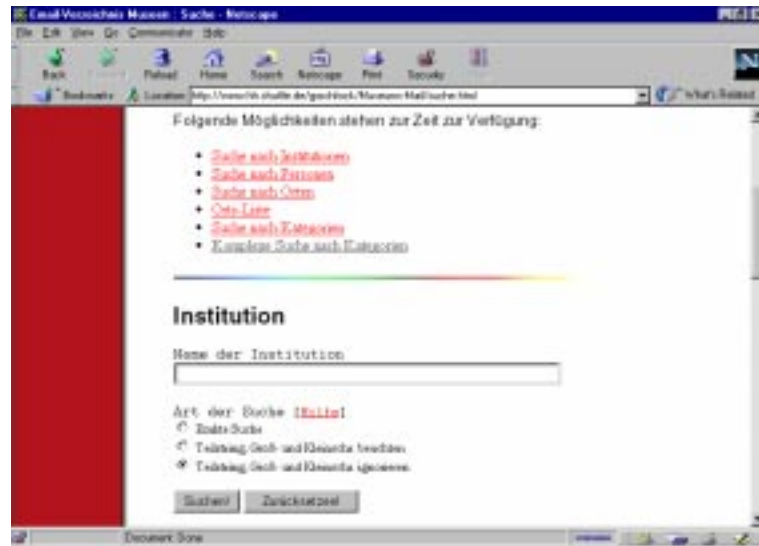 Email-Verzeichnis Museen : Suche - Netscape
File Edit View Go Communicator Help
Back Reload Home Search Netscape Print Security
Bookmarks Location: What's Related
Folgende Möglichkeiten stehen zur Zeit zur Verfügung:
• Suche nach Institutionen
• Suche nach Personen
• Suche nach Orten
• Orts-Liste
• Suche nach Kategorien
• Komplexe Suche nach Kategorien
Institution
Name der Institution
Art der Suche [Hilfe]
Exakte Suche
Teilstring, Groß- und Kleinschr. beachten
Teilstring, Groß- und Kleinschr. ignorieren
Suchen! Zurücksetzen!
Document: Done